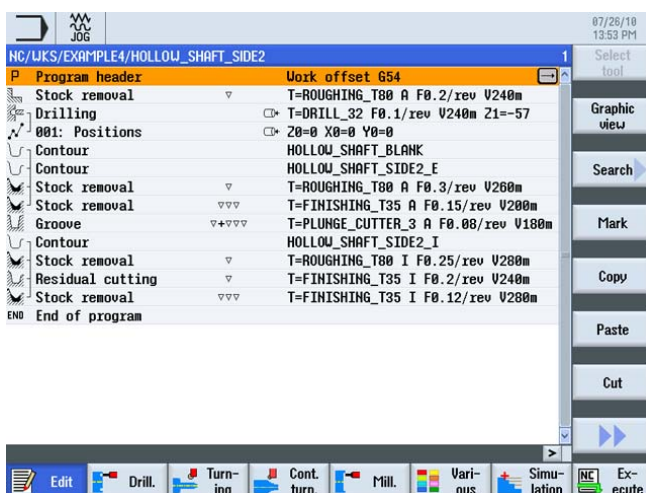 JOG
07/26/10
13:53 PM
NC/WKS/EXAMPLE4/HOLLOW_SHAFT_SIDE2 1
P Program header Work offset G54
Stock removal ▽ T=ROUGHING_T80 A F0.2/rev V240m
Drilling T=DRILL_32 F0.1/rev V240m Z1=-57
001: Positions Z0=0 X0=0 Y0=0
Contour HOLLOW_SHAFT_BLANK
Contour HOLLOW_SHAFT_SIDE2_E
Stock removal ▽ T=ROUGHING_T80 A F0.3/rev V260m
Stock removal ▽▽▽ T=FINISHING_T35 A F0.15/rev V200m
Groove ▽+▽▽▽ T=PLUNGE_CUTTER_3 A F0.08/rev V180m
Contour HOLLOW_SHAFT_SIDE2_I
Stock removal ▽ T=ROUGHING_T80 I F0.25/rev V280m
Residual cutting ▽ T=FINISHING_T35 I F0.2/rev V240m
Stock removal ▽▽▽ T=FINISHING_T35 I F0.12/rev V280m
END End of program
Select
tool
Graphic
view
Search
Mark
Copy
Paste
Cut
Edit
Drill.
Turn-
ing
Cont.
turn.
Mill.
Vari-
ous
Simu-
lation
NC Ex-
ecute